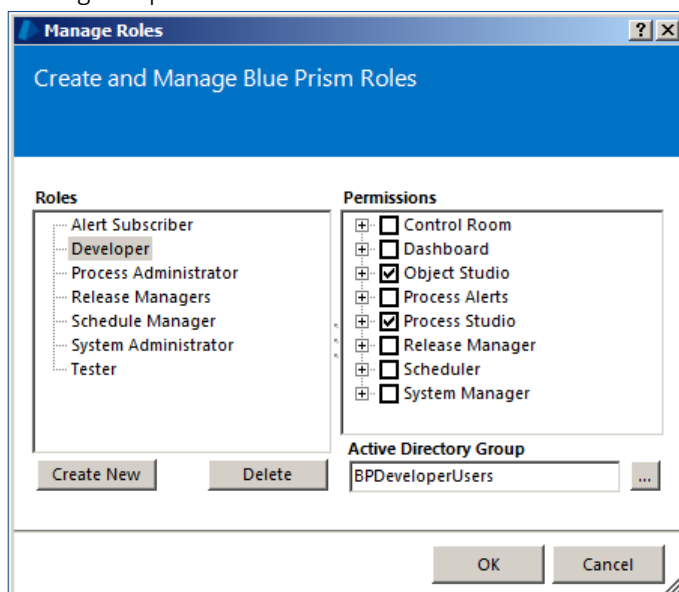 Manage Roles
Create and Manage Blue Prism Roles
Roles
Alert Subscriber
Developer
Process Administrator
Release Managers
Schedule Manager
System Administrator
Tester
Create New
Delete
Permissions
Control Room
Dashboard
Object Studio
Process Alerts
Process Studio
Release Manager
Scheduler
System Manager
Active Directory Group
BPDeveloperUsers
...
OK
Cancel